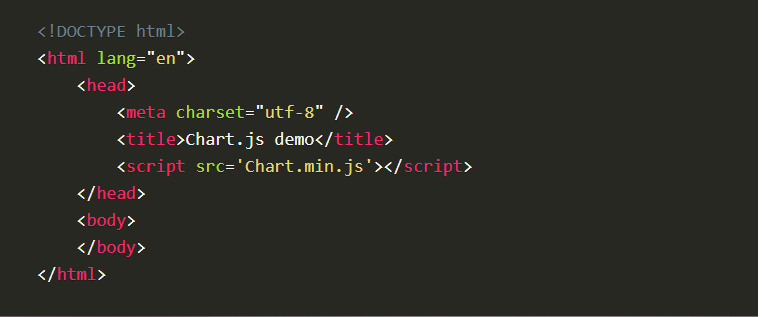 <!DOCTYPE html>
<html lang="en">
    <head>
        <meta charset="utf-8" />
        <title>Chart.js demo</title>
        <script src='Chart.min.js'></script>
    </head>
    <body>
    </body>
</html>